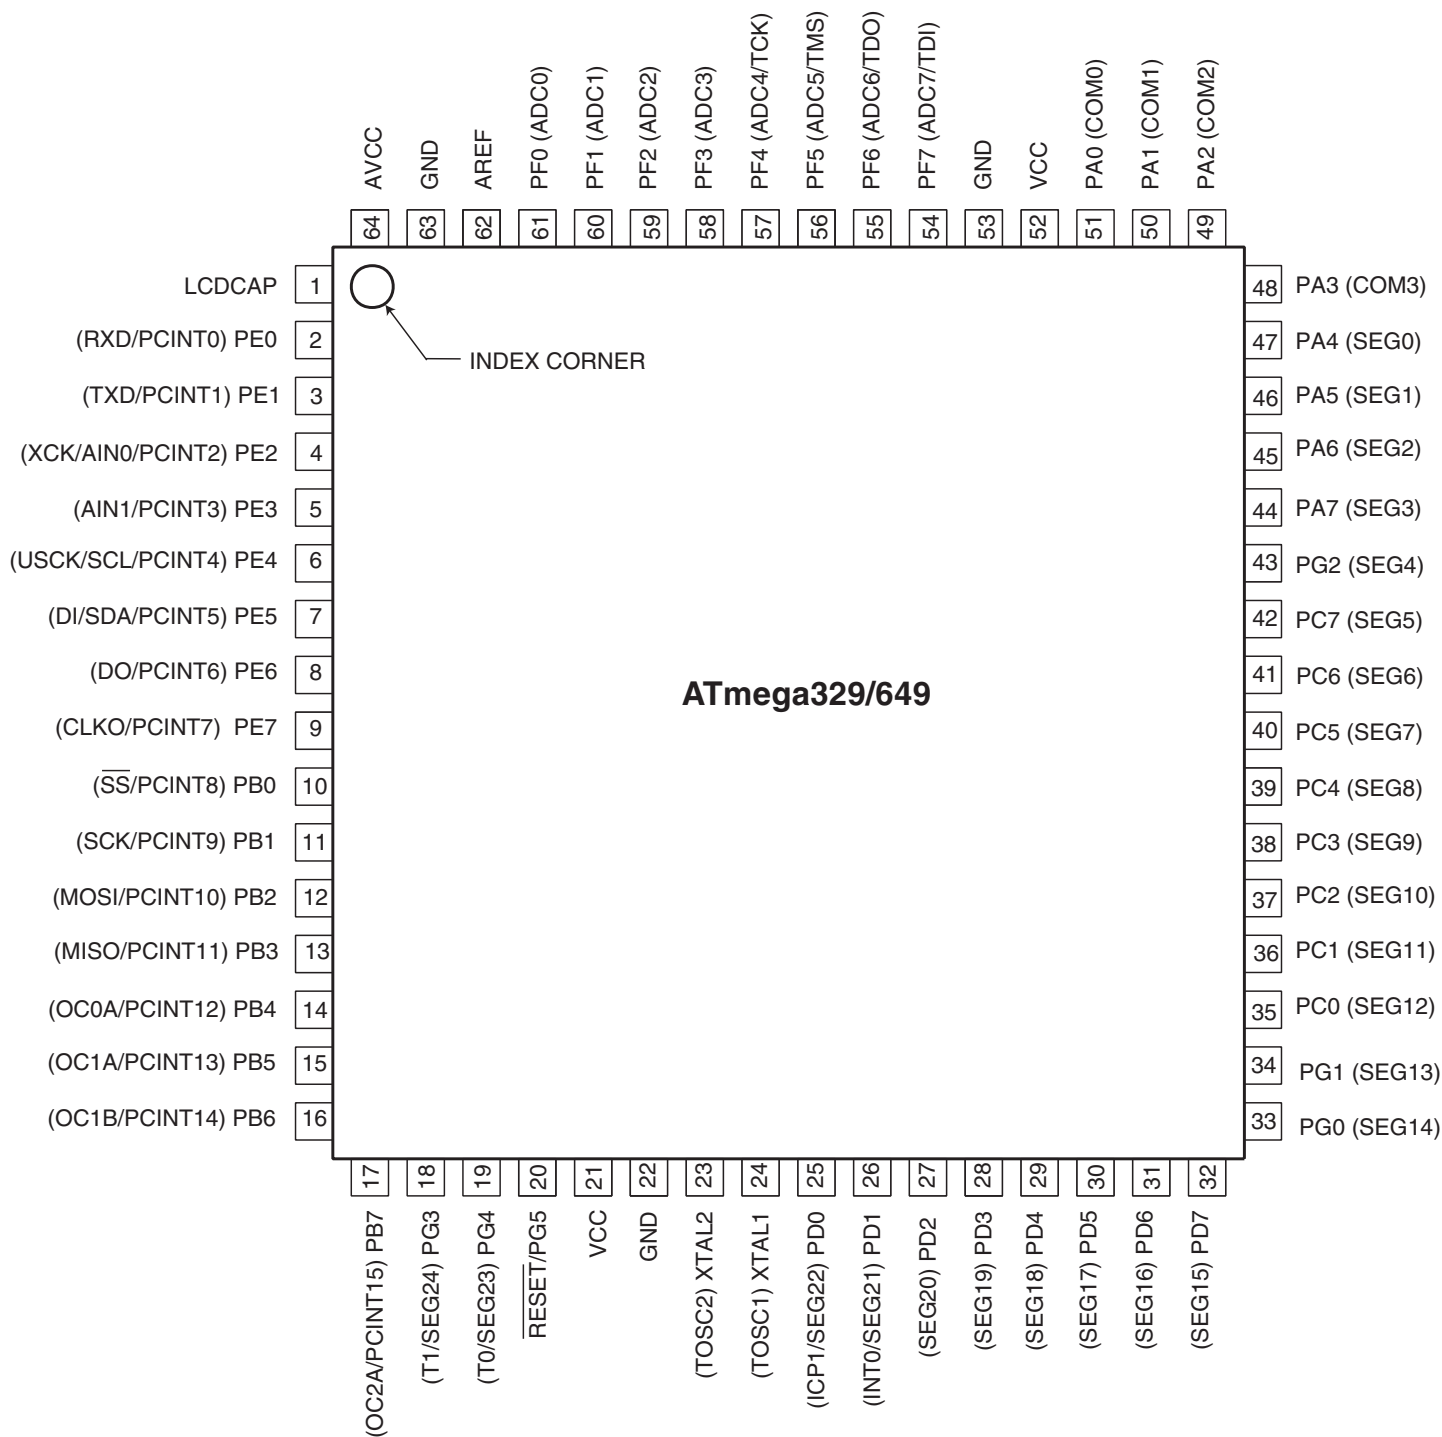 AVCC
GND
AREF
PF0 (ADC0)
PF1 (ADC1)
PF2 (ADC2)
PF3 (ADC3)
PF4 (ADC4/TCK)
PF5 (ADC5/TMS)
PF6 (ADC6/TDO)
PF7 (ADC7/TDI)
GND
VCC
PA0 (COM0)
PA1 (COM1)
PA2 (COM2)
64
63
62
61
60
59
58
57
56
55
54
53
52
51
50
49
LCDCAP 1
(RXD/PCINT0) PE0 2
(TXD/PCINT1) PE1 3
(XCK/AIN0/PCINT2) PE2 4
(AIN1/PCINT3) PE3 5
(USCK/SCL/PCINT4) PE4 6
(DI/SDA/PCINT5) PE5 7
(DO/PCINT6) PE6 8
(CLKO/PCINT7) PE7 9
(SS/PCINT8) PB0 10
(SCK/PCINT9) PB1 11
(MOSI/PCINT10) PB2 12
(MISO/PCINT11) PB3 13
(OC0A/PCINT12) PB4 14
(OC1A/PCINT13) PB5 15
(OC1B/PCINT14) PB6 16
INDEX CORNER
ATmega329/649
48 PA3 (COM3)
47 PA4 (SEG0)
46 PA5 (SEG1)
45 PA6 (SEG2)
44 PA7 (SEG3)
43 PG2 (SEG4)
42 PC7 (SEG5)
41 PC6 (SEG6)
40 PC5 (SEG7)
39 PC4 (SEG8)
38 PC3 (SEG9)
37 PC2 (SEG10)
36 PC1 (SEG11)
35 PC0 (SEG12)
34 PG1 (SEG13)
33 PG0 (SEG14)
17
18
19
20
21
22
23
24
25
26
27
28
29
30
31
32
(OC2A/PCINT15) PB7
(T1/SEG24) PG3
(T0/SEG23) PG4
RESET/PG5
VCC
GND
(TOSC2) XTAL2
(TOSC1) XTAL1
(ICP1/SEG22) PD0
(INT0/SEG21) PD1
(SEG20) PD2
(SEG19) PD3
(SEG18) PD4
(SEG17) PD5
(SEG16) PD6
(SEG15) PD7